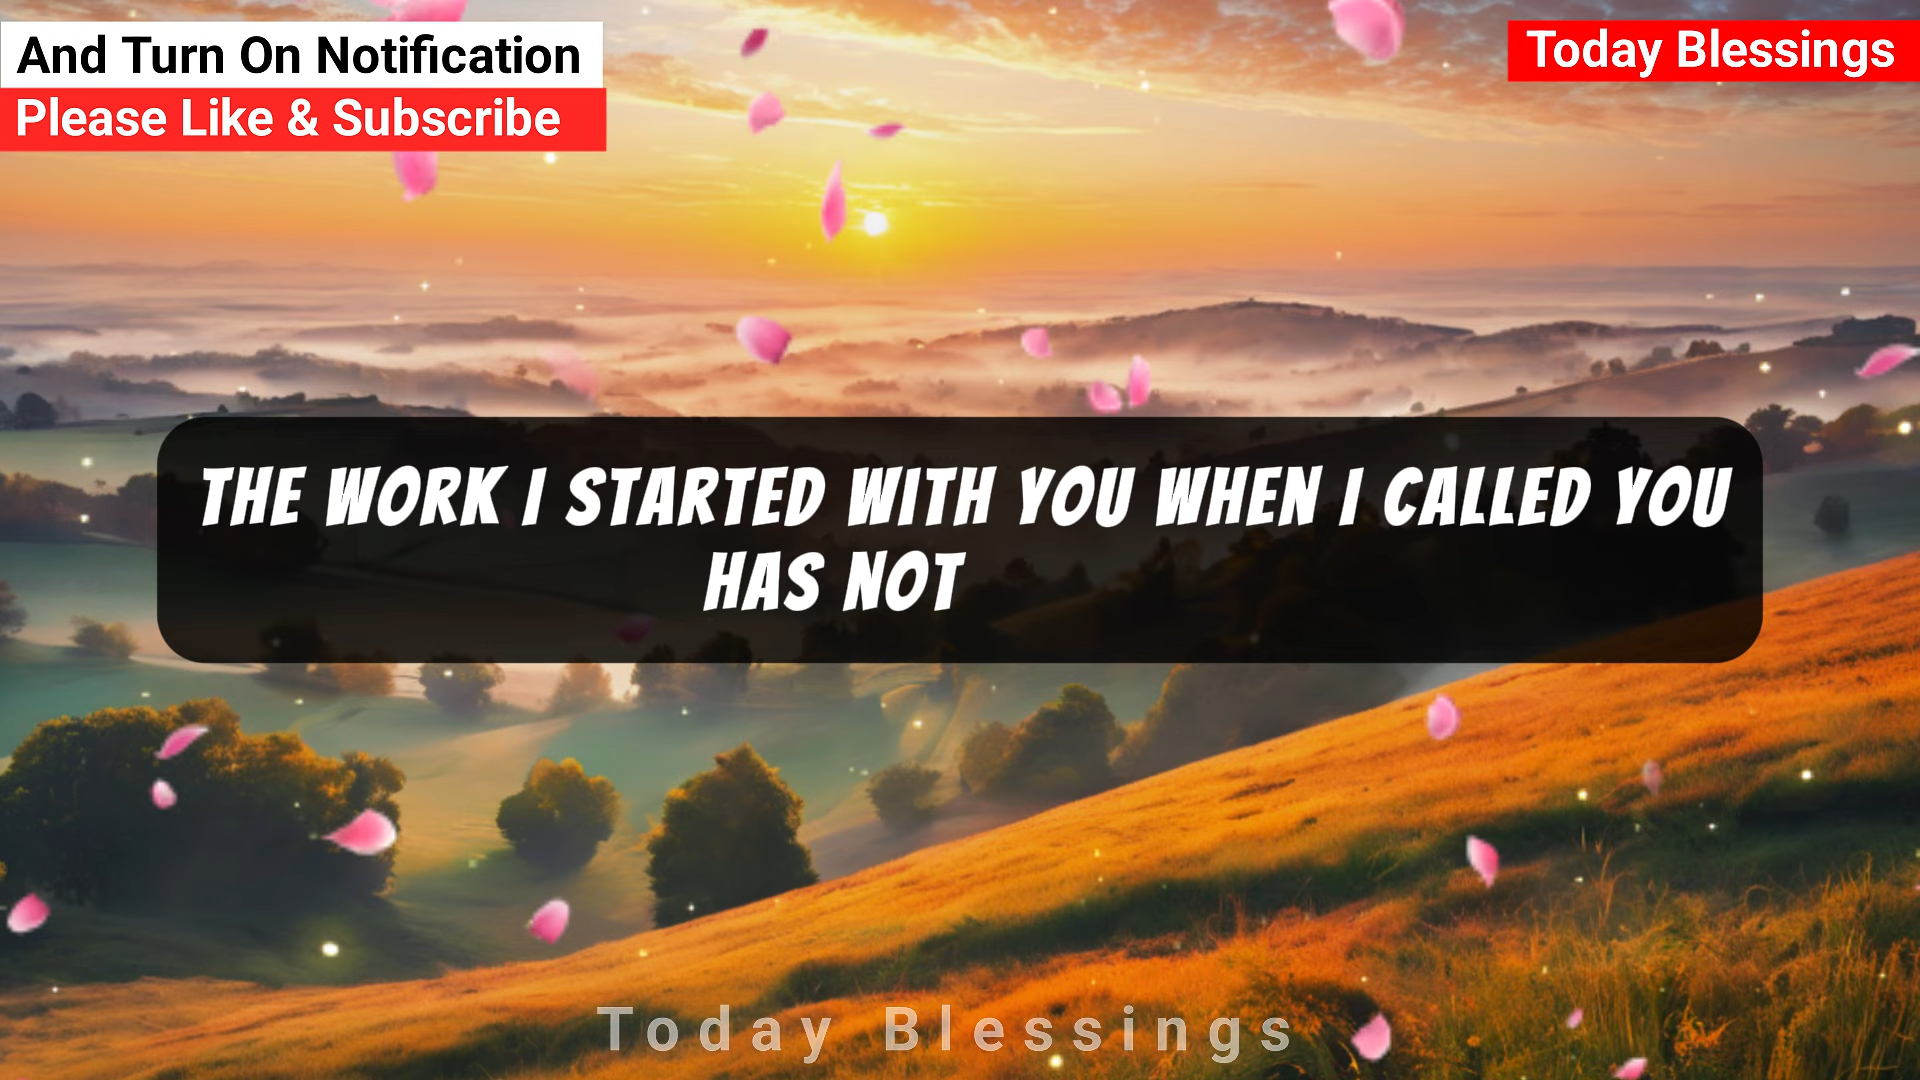 And Turn On Notification
Please Like & Subscribe
Today Blessings
THE WORK I STARTED WITH YOU WHEN I CALLED YOU
HAS NOT
Today Blessings